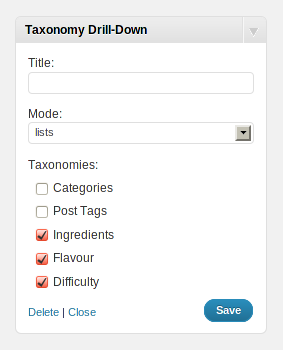 Taxonomy Drill-Down
Title:
Mode:
lists
Taxonomies:
Categories
Post Tags
Ingredients
Flavour
Difficulty
Delete | Close
Save